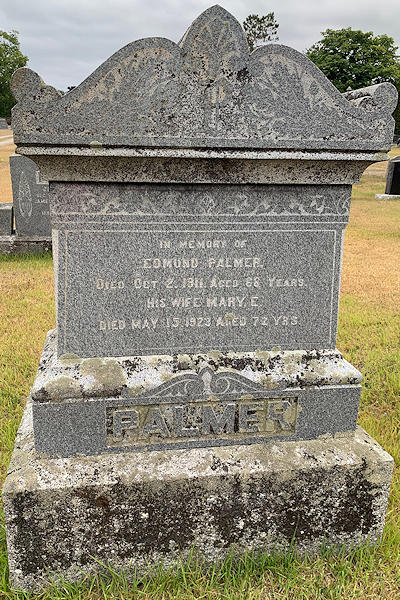 IN MEMORY OF
EDMUND PALMER,
DIED OCT 2, 1911, AGED 68 YEARS.
HIS WIFE MARY E.
DIED MAY 15, 1923 AGED 72 YRS.
PALMER